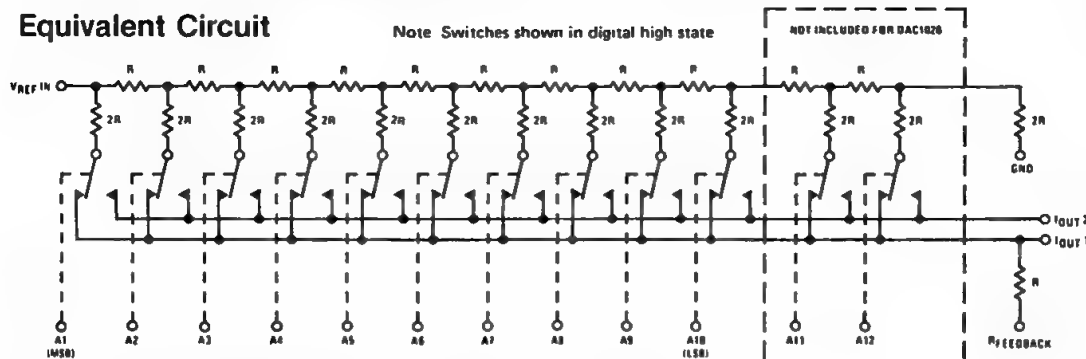 Equivalent Circuit
Note Switches shown in digital high state
NOT INCLUDED FOR DAC1020
VREF IN
R R R R R R R R R R R
2R 2R 2R 2R 2R 2R 2R 2R 2R 2R 2R 2R 2R
GND
IOUT 2
IOUT 1
R
A1 A2 A3 A4 A5 A6 A7 A8 A9 A10 A11 A12
(MSB) (LSB)
RFEEDBACK